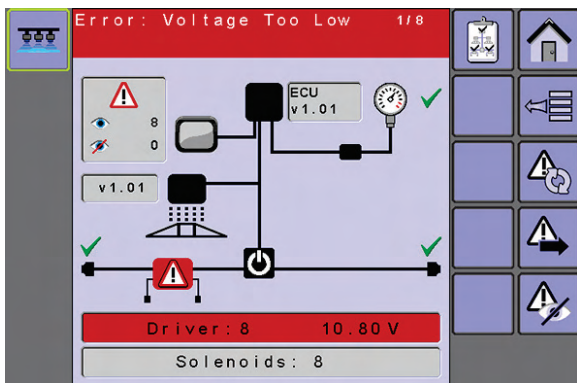 Error: Voltage Too Low 1/8
ECU
v1.01
8
0
v1.01
Driver:8 10.80 V
Solenoids: 8